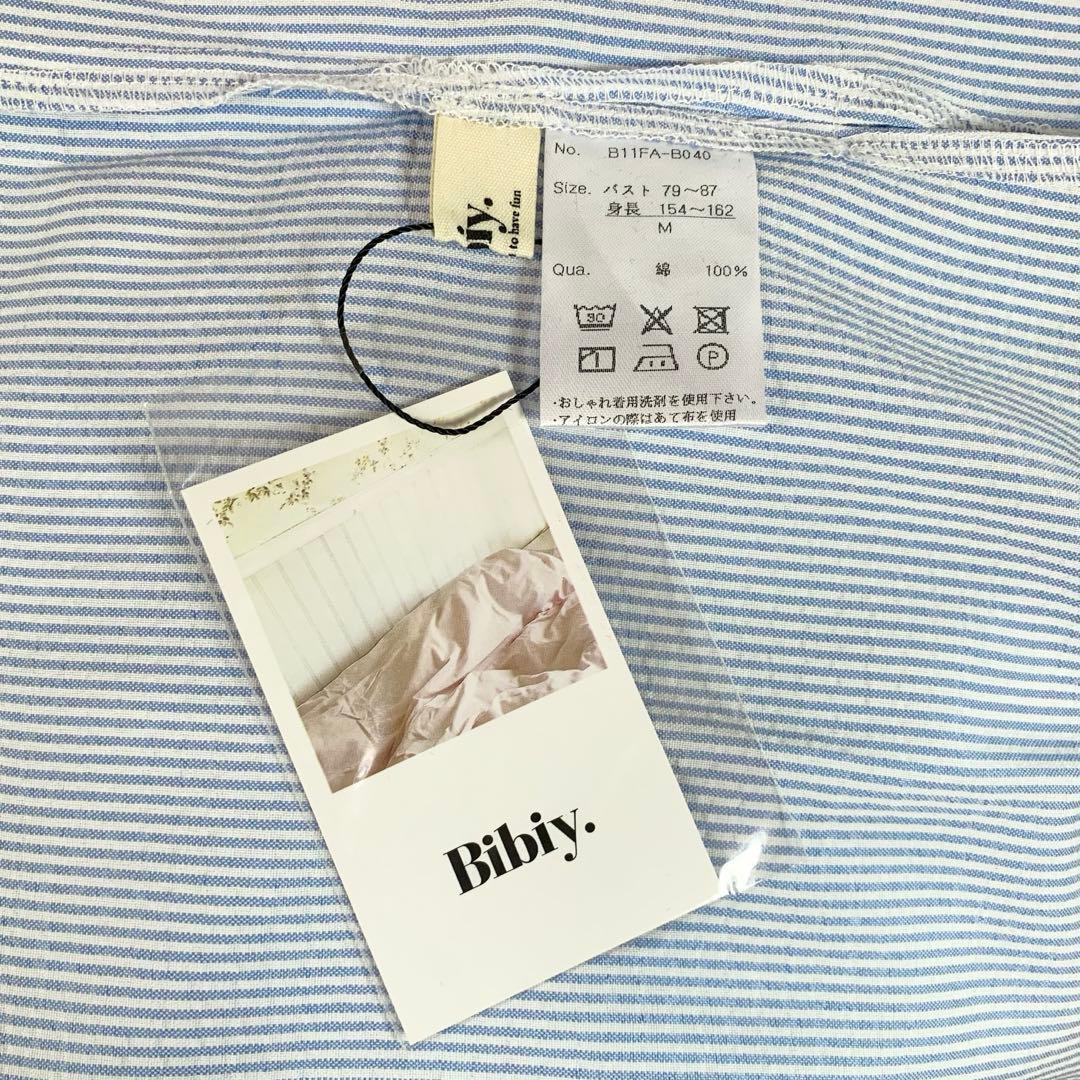 No. B11FA-B040
Size. バスト 79～87
身長 154～162
M
Qua. 綿 100%
30
P
・おしゃれ着用洗剤を使用下さい。
・アイロンの際はあて布を使用
biy.
to have fun
Bibiy.